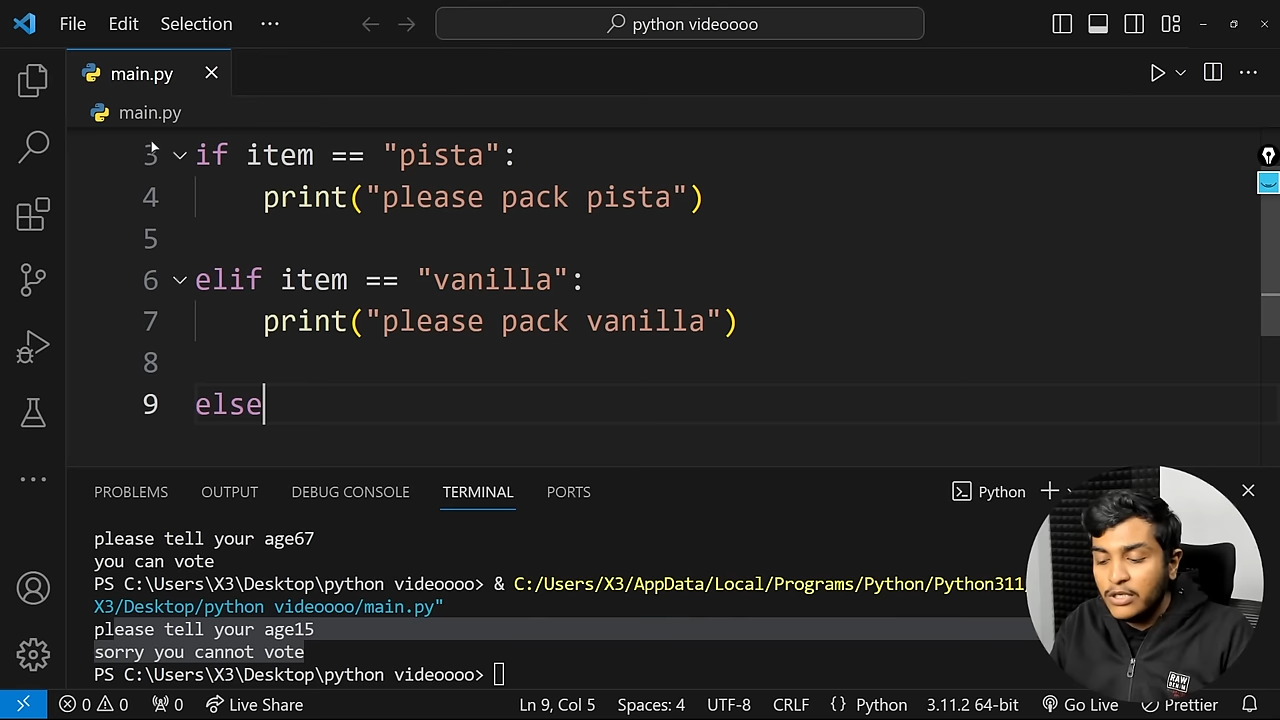 File Edit Selection ···
python videoooo
main.py
main.py
3 if item == "pista":
4 print("please pack pista")
5
6 elif item == "vanilla":
7 print("please pack vanilla")
8
9 else
PROBLEMS OUTPUT DEBUG CONSOLE TERMINAL PORTS
Python
please tell your age67
you can vote
PS C:\Users\X3\Desktop\python videoooo> & C:/Users/X3/AppData/Local/Programs/Python/Python311/
X3/Desktop/python videoooo/main.py"
please tell your age15
sorry you cannot vote
PS C:\Users\X3\Desktop\python videoooo>
RAW
0 0 0 Live Share Ln 9, Col 5 Spaces: 4 UTF-8 CRLF {} Python 3.11.2 64-bit Go Live Prettier